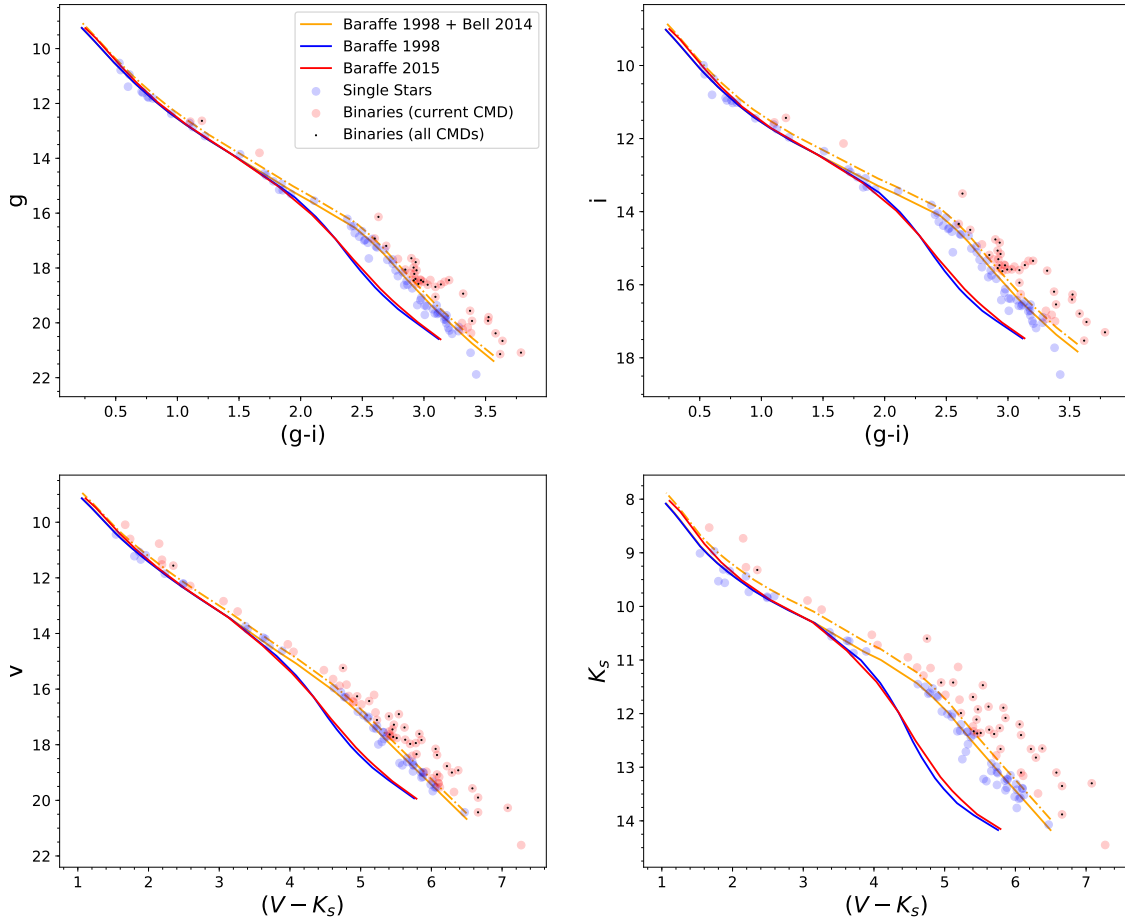 Baraffe 1998 + Bell 2014
Baraffe 1998
Baraffe 2015
Single Stars
Binaries (current CMD)
Binaries (all CMDs)
g
10
12
14
16
18
20
22
0.5 1.0 1.5 2.0 2.5 3.0 3.5
(g-i)
i
10
12
14
16
18
0.5 1.0 1.5 2.0 2.5 3.0 3.5
(g-i)
v
10
12
14
16
18
20
22
1 2 3 4 5 6 7
(V − Ks)
Ks
8
9
10
11
12
13
14
1 2 3 4 5 6 7
(V − Ks)